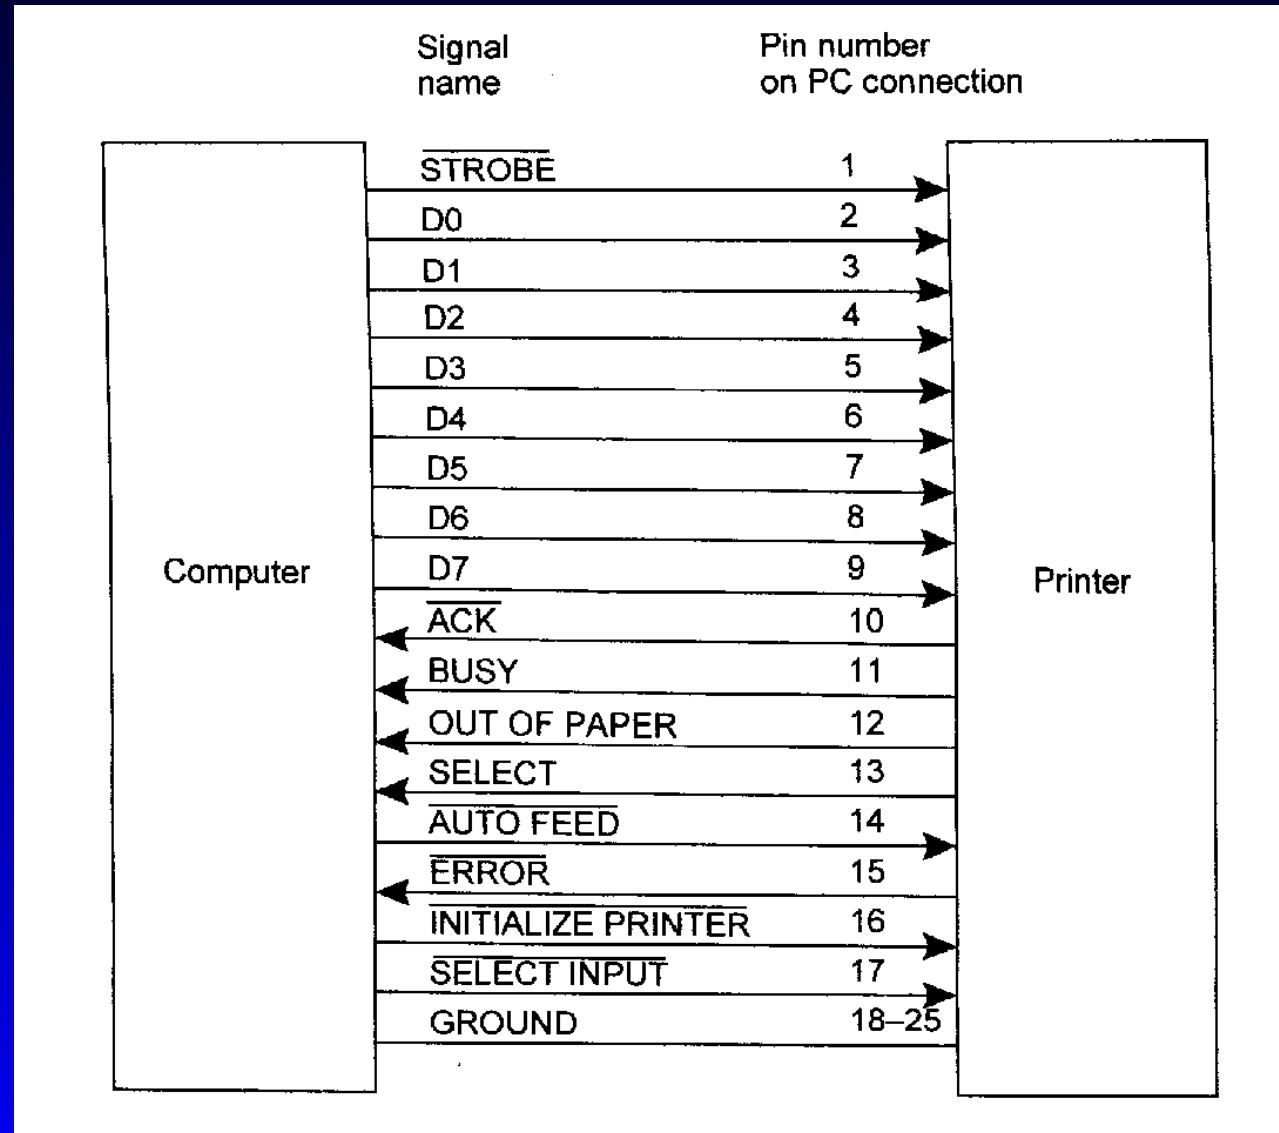 Signal name
Pin number on PC connection
STROBE 1
D0 2
D1 3
D2 4
D3 5
D4 6
D5 7
D6 8
Computer
D7 9
Printer
ACK 10
BUSY 11
OUT OF PAPER 12
SELECT 13
AUTO FEED 14
ERROR 15
INITIALIZE PRINTER 16
SELECT INPUT 17
GROUND 18–25